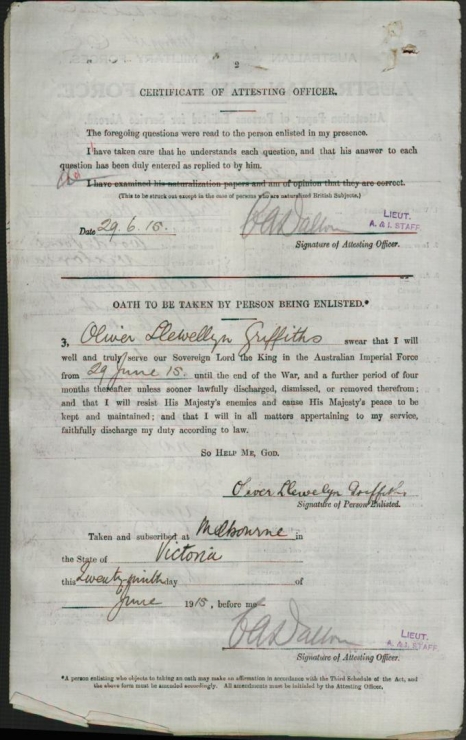 2
CERTIFICATE OF ATTESTING OFFICER.
The foregoing questions were read to the person enlisted in my presence.
I have taken care that he understands each question, and that his answer to each
question has been duly entered as replied to by him.
I have examined his naturalization papers and am of opinion that they are correct.
(This to be struck out except in the case of persons who are naturalized British Subjects.)
Date 29.6.15.
LIEUT.
A. & I. STAFF
Signature of Attesting Officer.
OATH TO BE TAKEN BY PERSON BEING ENLISTED.*
3, Oliver Llewellyn Griffiths swear that I will
well and truly serve our Sovereign Lord the King in the Australian Imperial Force
from 29 June 15. until the end of the War, and a further period of four
months thereafter unless sooner lawfully discharged, dismissed, or removed therefrom;
and that I will resist His Majesty's enemies and cause His Majesty's peace to be
kept and maintained; and that I will in all matters appertaining to my service,
faithfully discharge my duty according to law.
SO HELP ME, GOD.
Oliver Llewelyn Griffiths
Signature of Person Enlisted.
Taken and subscribed at Melbourne in
the State of Victoria
this Twenty ninth day of
June 1915, before me—
LIEUT.
A. & I. STAFF
Signature of Attesting Officer.
*A person enlisting who objects to taking an oath may make an affirmation in accordance with the Third Schedule of the Act, and
the above form must be amended accordingly. All amendments must be initialed by the Attesting Officer.